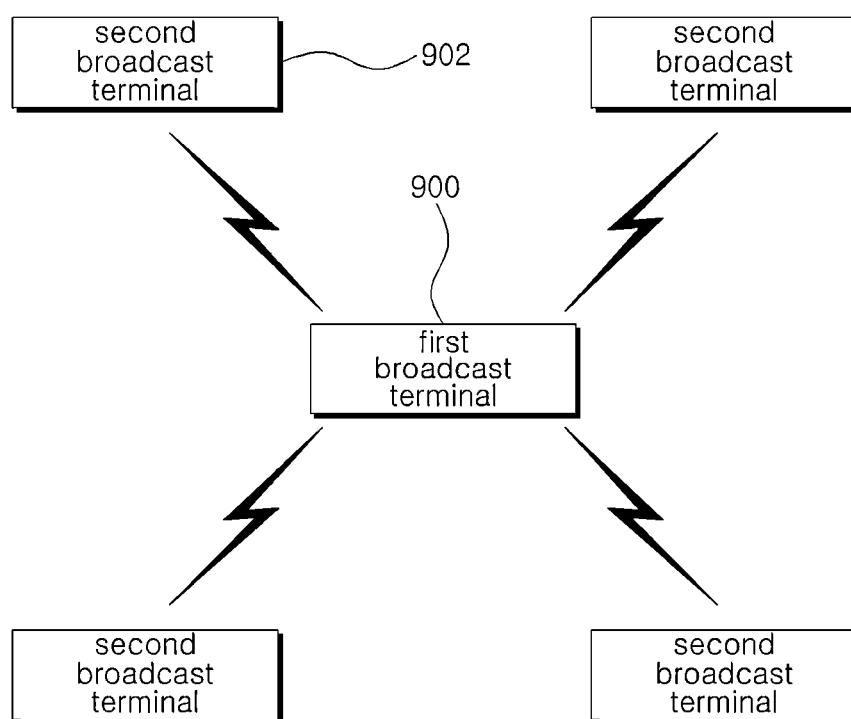 second
broadcast
terminal
902
second
broadcast
terminal
900
first
broadcast
terminal
second
broadcast
terminal
second
broadcast
terminal